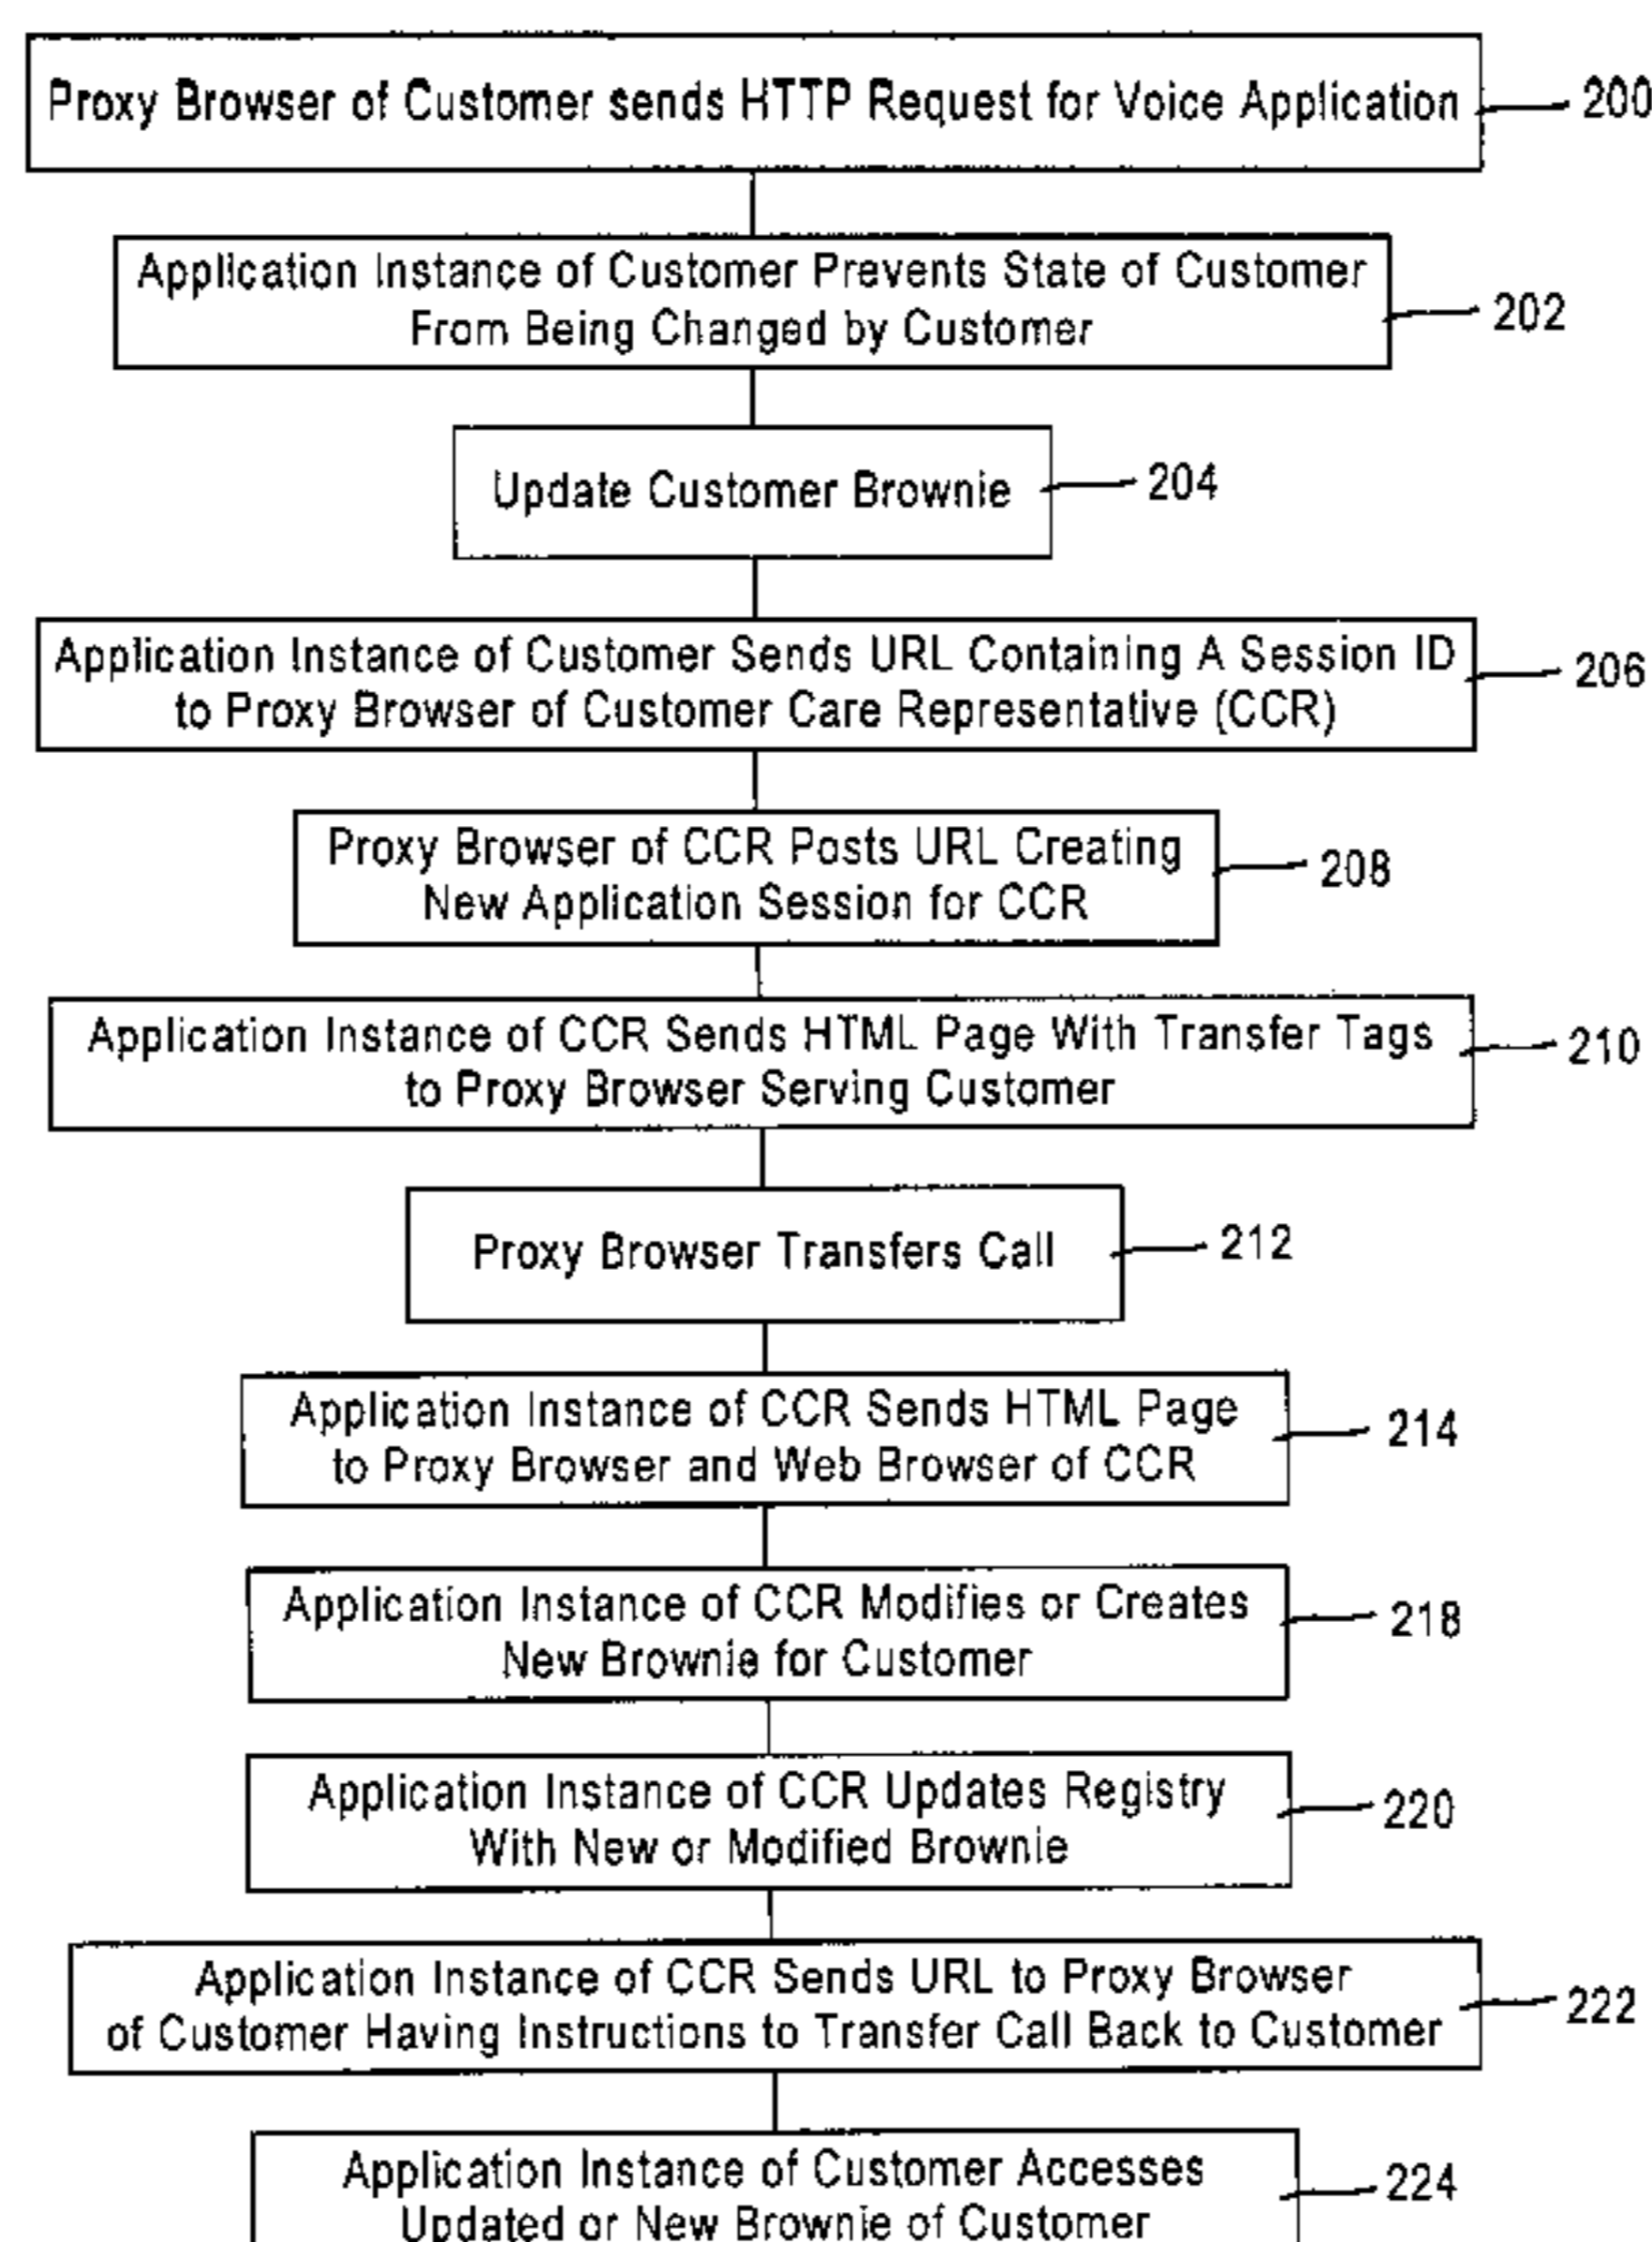 Proxy Browser of Customer sends HTTP Request for Voice Application
200
Application Instance of Customer Prevents State of Customer
From Being Changed by Customer
202
Update Customer Brownie
204
Application Instance of Customer Sends URL Containing A Session ID
to Proxy Browser of Customer Care Representative (CCR)
206
Proxy Browser of CCR Posts URL Creating
New Application Session for CCR
208
Application Instance of CCR Sends HTML Page With Transfer Tags
to Proxy Browser Serving Customer
210
Proxy Browser Transfers Call
212
Application Instance of CCR Sends HTML Page
to Proxy Browser and Web Browser of CCR
214
Application Instance of CCR Modifies or Creates
New Brownie for Customer
218
Application Instance of CCR Updates Registry
With New or Modified Brownie
220
Application Instance of CCR Sends URL to Proxy Browser
of Customer Having Instructions to Transfer Call Back to Customer
222
Application Instance of Customer Accesses
Updated or New Brownie of Customer
224